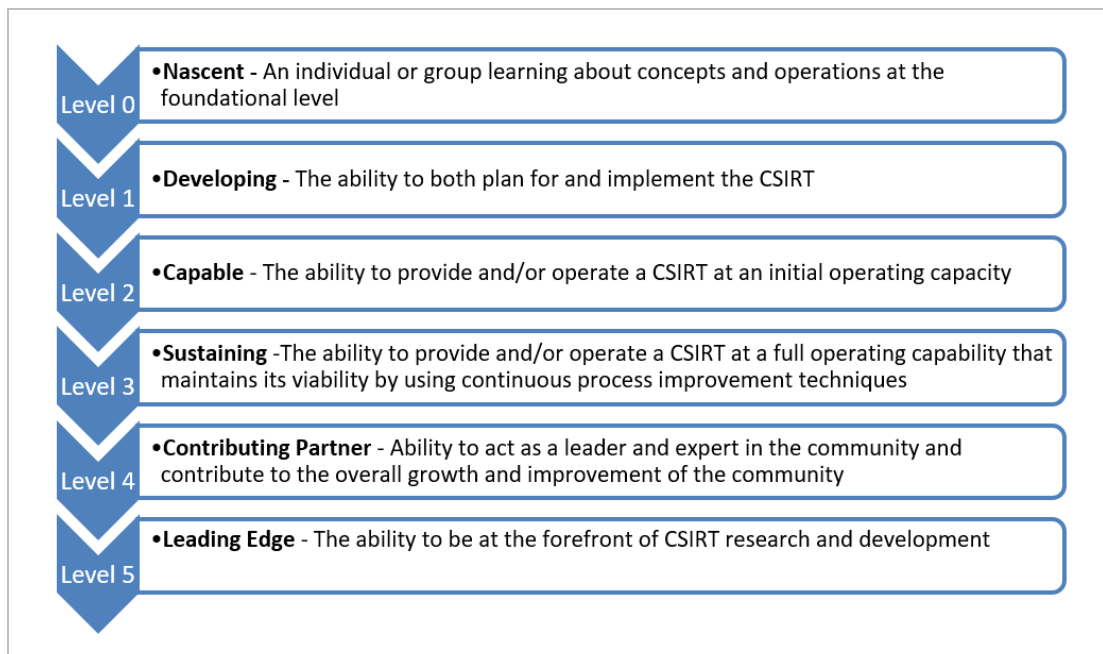 Level 0
•Nascent - An individual or group learning about concepts and operations at the
foundational level
Level 1
•Developing - The ability to both plan for and implement the CSIRT
Level 2
•Capable - The ability to provide and/or operate a CSIRT at an initial operating capacity
Level 3
•Sustaining -The ability to provide and/or operate a CSIRT at a full operating capability that
maintains its viability by using continuous process improvement techniques
Level 4
•Contributing Partner - Ability to act as a leader and expert in the community and
contribute to the overall growth and improvement of the community
Level 5
•Leading Edge - The ability to be at the forefront of CSIRT research and development